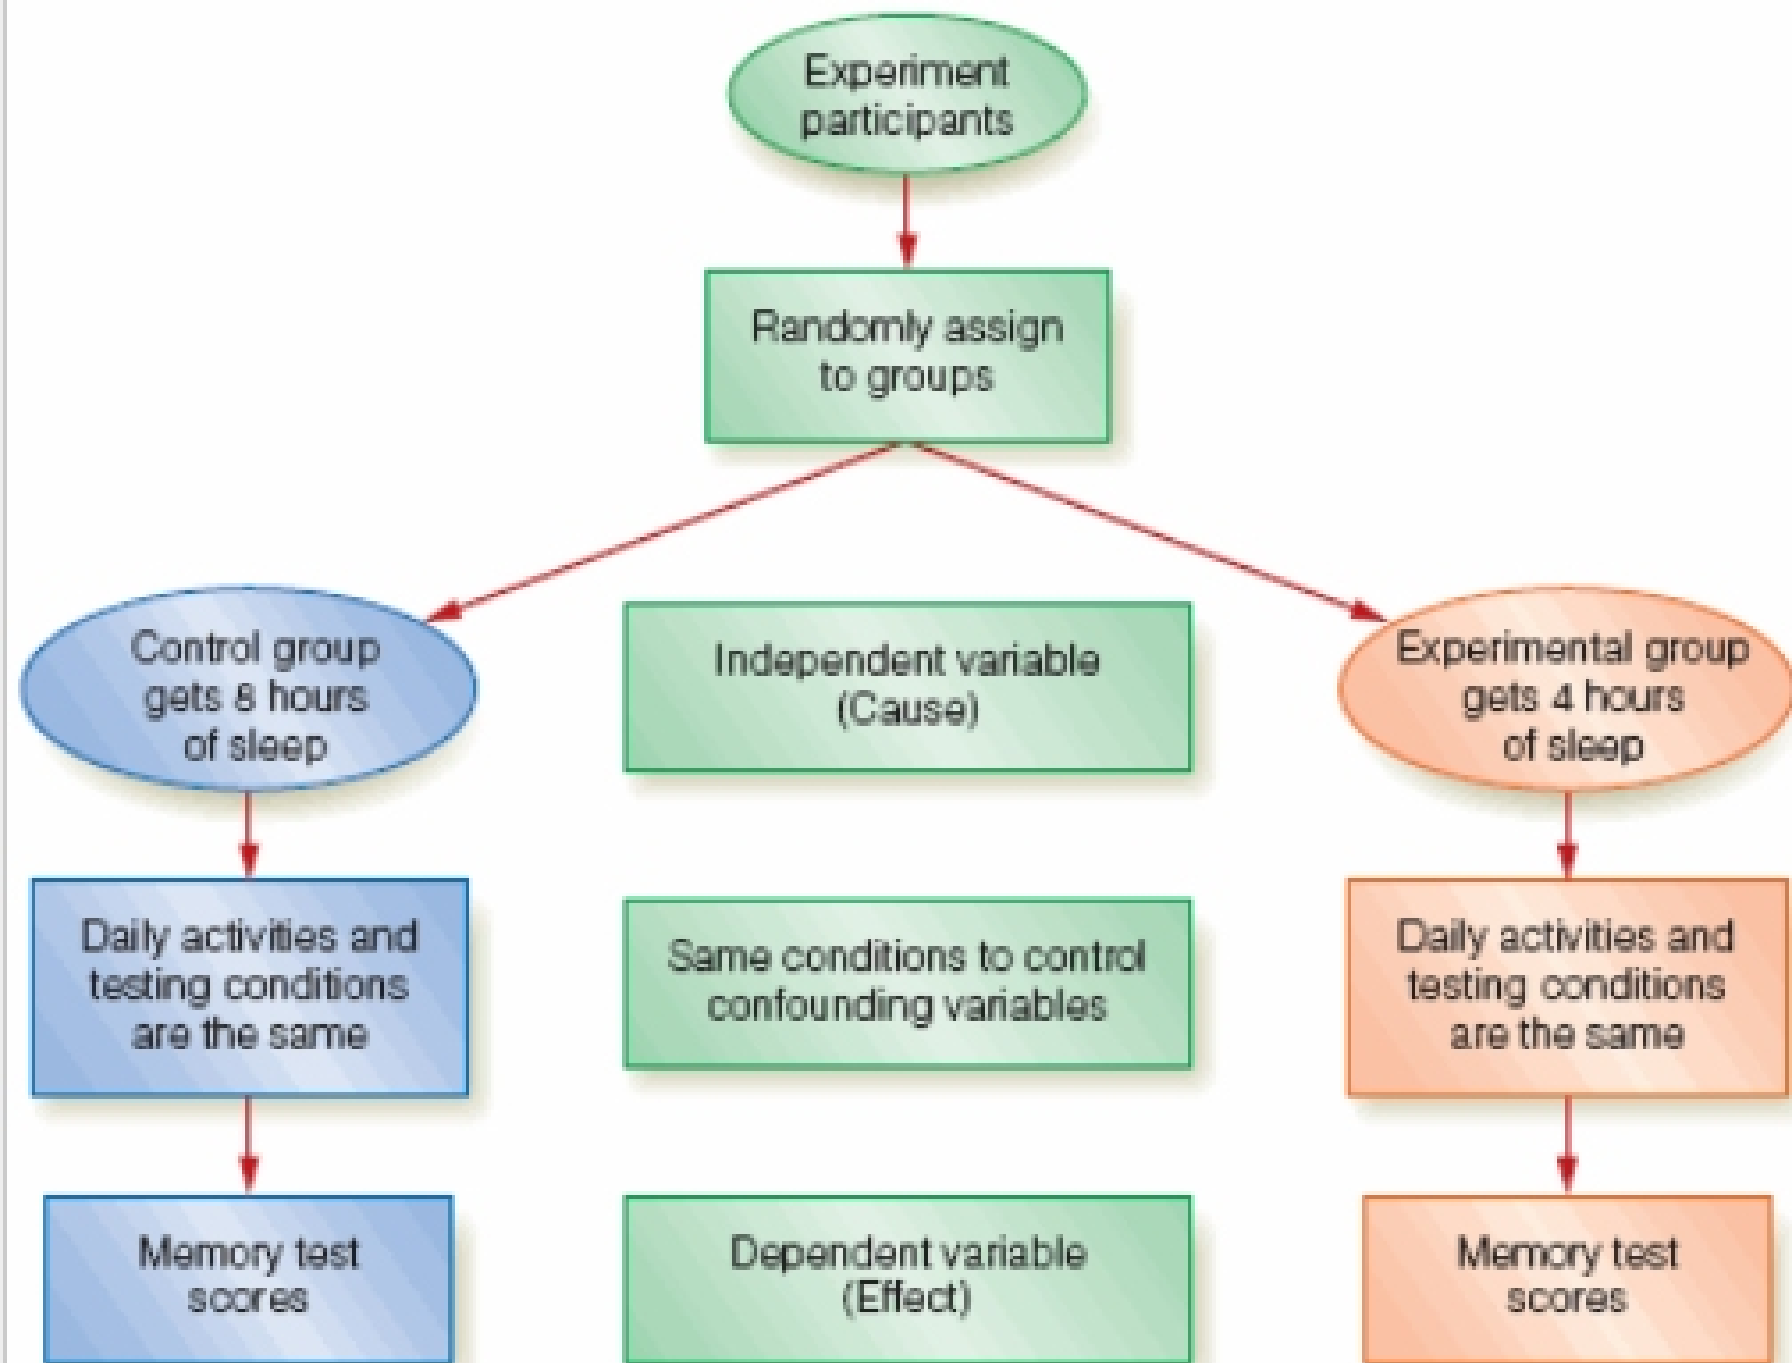 Experiment
participants
Randomly assign
to groups
Control group
gets 8 hours
of sleep
Independent variable
(Cause)
Experimental group
gets 4 hours
of sleep
Daily activities and
testing conditions
are the same
Same conditions to control
confounding variables
Daily activities and
testing conditions
are the same
Memory test
scores
Dependent variable
(Effect)
Memory test
scores